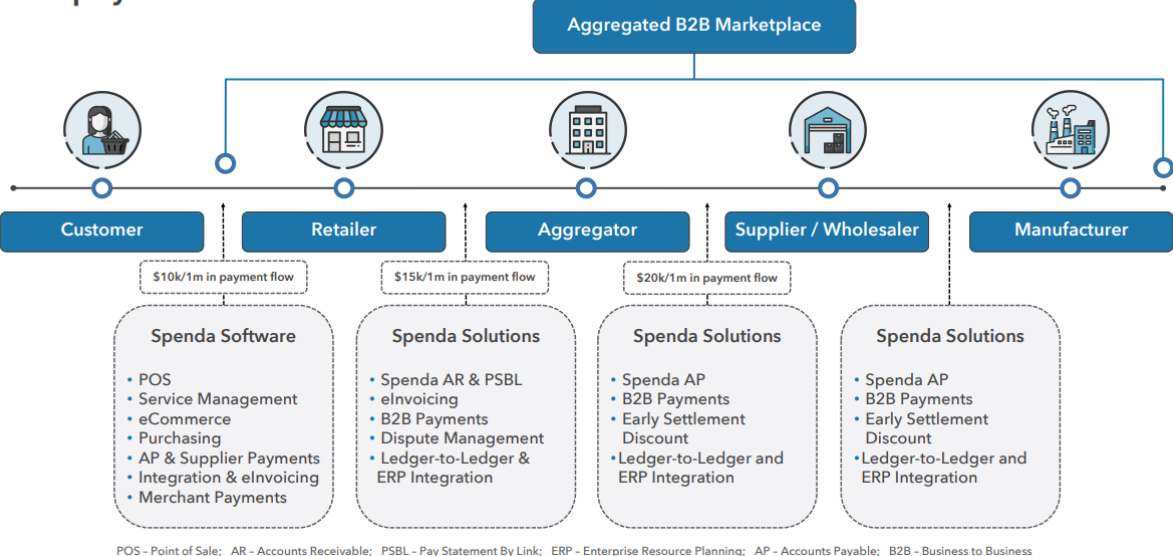 Aggregated B2B Marketplace
Customer
Retailer
Aggregator
Supplier / Wholesaler
Manufacturer
$10k/1m in payment flow
$15k/1m in payment flow
$20k/1m in payment flow
Spenda Software
• POS
• Service Management
• eCommerce
• Purchasing
• AP & Supplier Payments
• Integration & eInvoicing
• Merchant Payments
Spenda Solutions
• Spenda AR & PSBL
• eInvoicing
• B2B Payments
• Dispute Management
• Ledger-to-Ledger &
ERP Integration
Spenda Solutions
• Spenda AP
• B2B Payments
• Early Settlement
Discount
• Ledger-to-Ledger and
ERP Integration
Spenda Solutions
• Spenda AP
• B2B Payments
• Early Settlement
Discount
• Ledger-to-Ledger and
ERP Integration
POS – Point of Sale; AR – Accounts Receivable; PSBL – Pay Statement By Link; ERP – Enterprise Resource Planning; AP – Accounts Payable; B2B – Business to Business